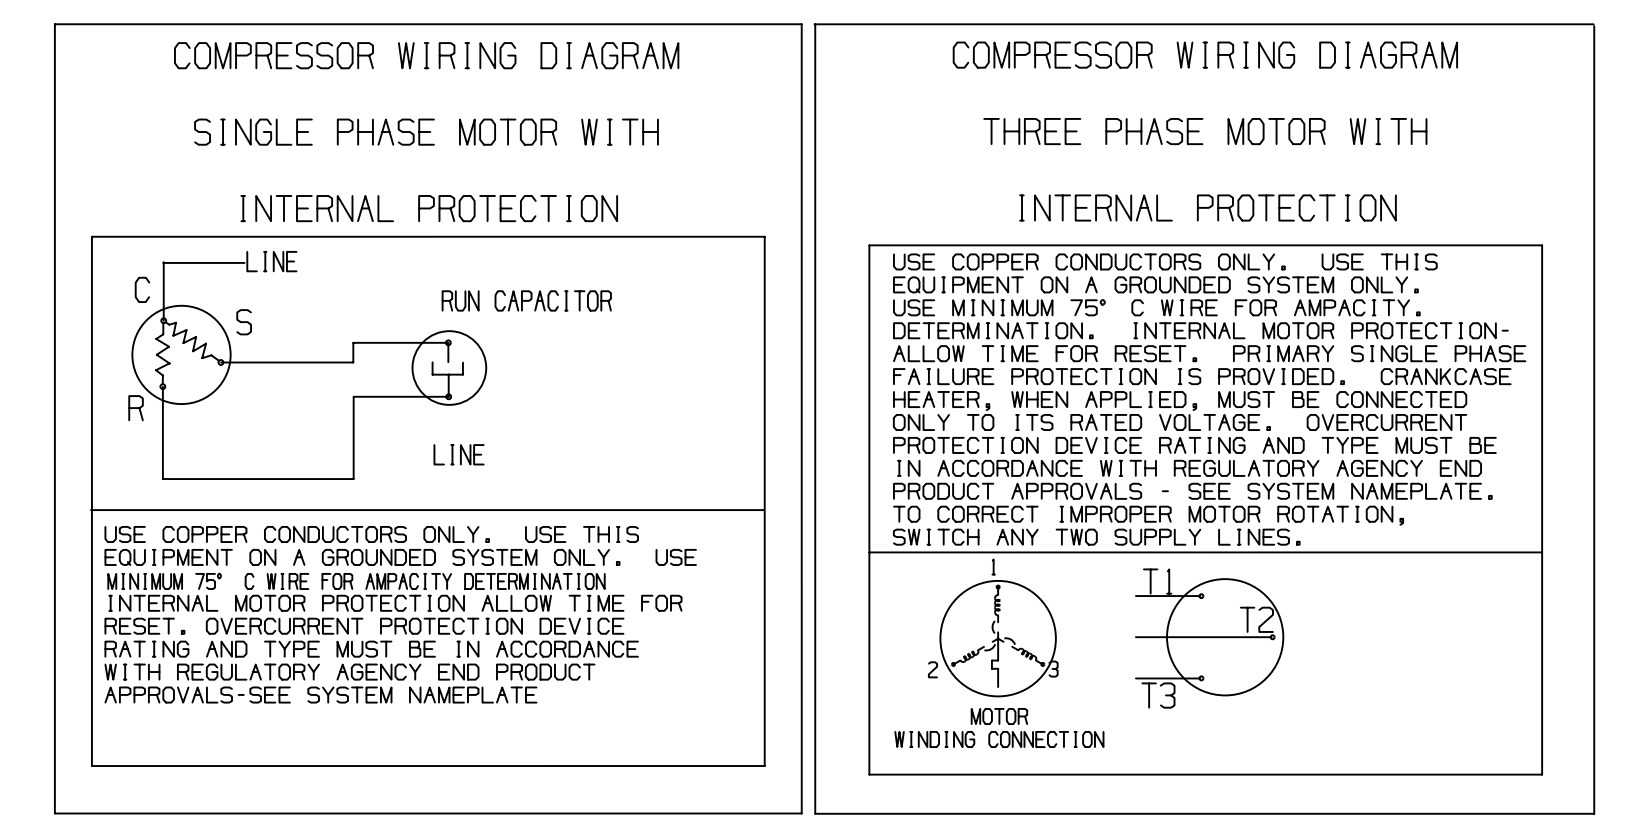 COMPRESSOR WIRING DIAGRAM
SINGLE PHASE MOTOR WITH
INTERNAL PROTECTION
LINE
C
RUN CAPACITOR
S
R
LINE
USE COPPER CONDUCTORS ONLY. USE THIS
EQUIPMENT ON A GROUNDED SYSTEM ONLY. USE
MINIMUM 75° C WIRE FOR AMPACITY DETERMINATION
INTERNAL MOTOR PROTECTION ALLOW TIME FOR
RESET. OVERCURRENT PROTECTION DEVICE
RATING AND TYPE MUST BE IN ACCORDANCE
WITH REGULATORY AGENCY END PRODUCT
APPROVALS-SEE SYSTEM NAMEPLATE
COMPRESSOR WIRING DIAGRAM
THREE PHASE MOTOR WITH
INTERNAL PROTECTION
USE COPPER CONDUCTORS ONLY. USE THIS
EQUIPMENT ON A GROUNDED SYSTEM ONLY.
USE MINIMUM 75° C WIRE FOR AMPACITY.
DETERMINATION. INTERNAL MOTOR PROTECTION-
ALLOW TIME FOR RESET. PRIMARY SINGLE PHASE
FAILURE PROTECTION IS PROVIDED. CRANKCASE
HEATER, WHEN APPLIED, MUST BE CONNECTED
ONLY TO ITS RATED VOLTAGE. OVERCURRENT
PROTECTION DEVICE RATING AND TYPE MUST BE
IN ACCORDANCE WITH REGULATORY AGENCY END
PRODUCT APPROVALS - SEE SYSTEM NAMEPLATE.
TO CORRECT IMPROPER MOTOR ROTATION,
SWITCH ANY TWO SUPPLY LINES.
1
2
3
MOTOR
WINDING CONNECTION
T1
T2
T3